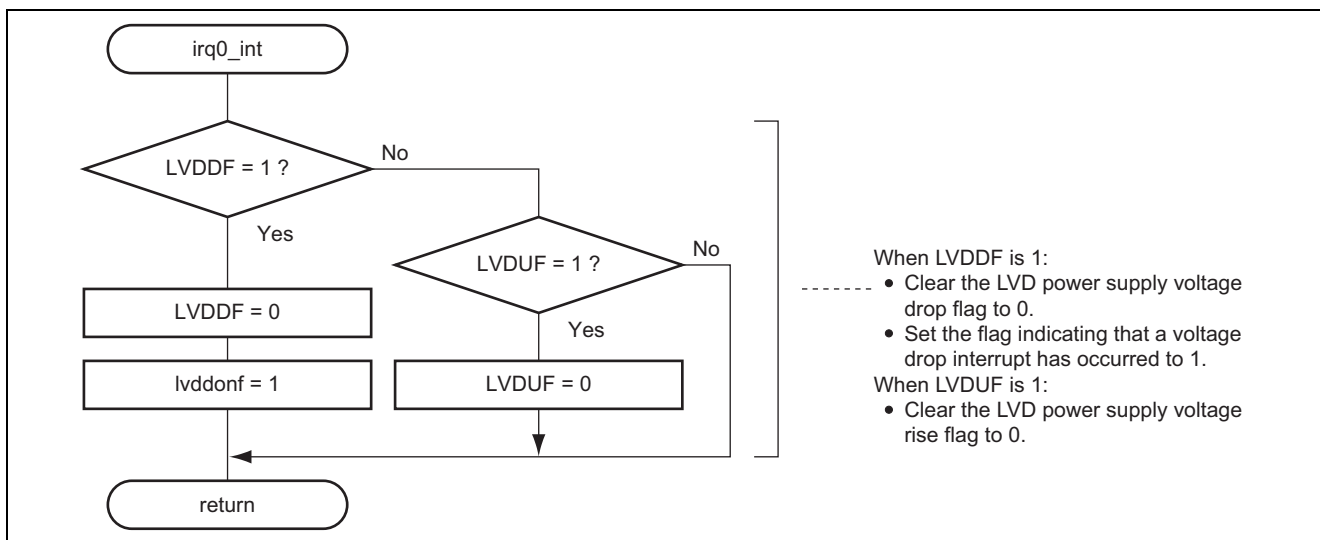 irq0_int
LVDDF = 1 ?
No
Yes
LVDUF = 1 ?
No
Yes
LVDDF = 0
lvddonf = 1
LVDUF = 0
return
When LVDDF is 1:
• Clear the LVD power supply voltage
drop flag to 0.
• Set the flag indicating that a voltage
drop interrupt has occurred to 1.
When LVDUF is 1:
• Clear the LVD power supply voltage
rise flag to 0.